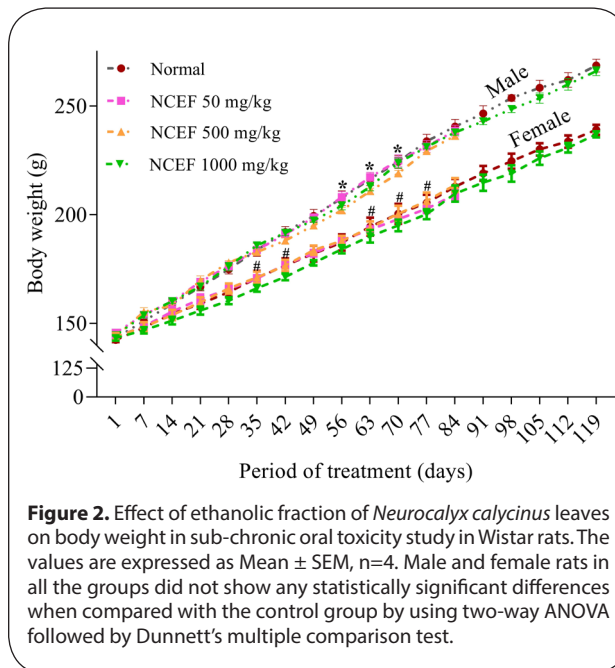 Normal
NCEF 50 mg/kg
NCEF 500 mg/kg
NCEF 1000 mg/kg
Male
Female
* * *
# # # # #
Body weight (g)
250
200
150
125
0
1 7 14 21 28 35 42 49 56 63 70 77 84 91 98 105 112 119
Period of treatment (days)
Figure 2. Effect of ethanolic fraction of Neurocalyx calycinus leaves
on body weight in sub-chronic oral toxicity study in Wistar rats. The
values are expressed as Mean ± SEM, n=4. Male and female rats in
all the groups did not show any statistically significant differences
when compared with the control group by using two-way ANOVA
followed by Dunnett's multiple comparison test.